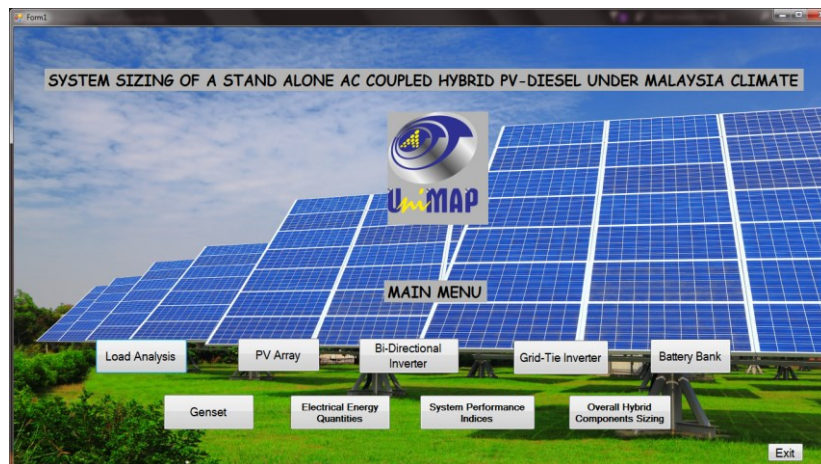 Form1
SYSTEM SIZING OF A STAND ALONE AC COUPLED HYBRID PV-DIESEL UNDER MALAYSIA CLIMATE
UniMAP
MAIN MENU
Load Analysis
PV Array
Bi-Directional
Inverter
Grid-Tie Inverter
Battery Bank
Genset
Electrical Energy
Quantities
System Performance
Indices
Overall Hybrid
Components Sizing
Exit